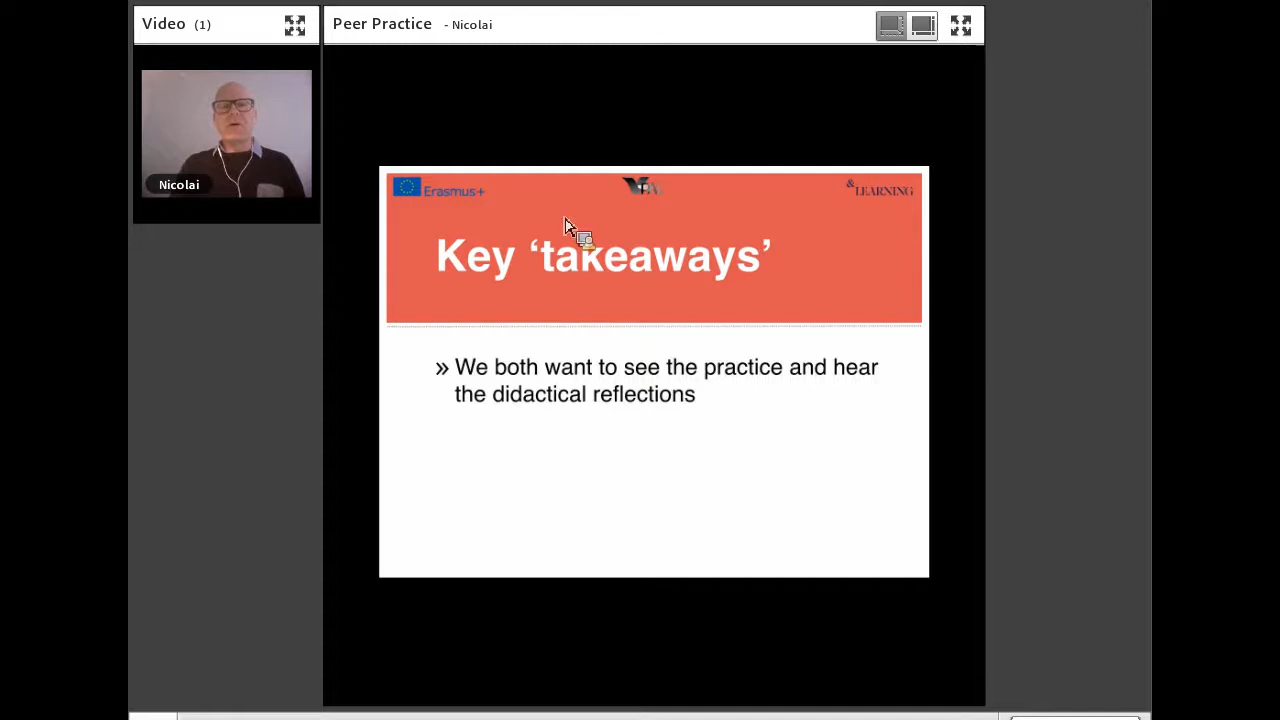 Video (1)
Peer Practice - Nicolai
Nicolai
Erasmus+
&LEARNING
Key ‘takeaways’
» We both want to see the practice and hear
the didactical reflections